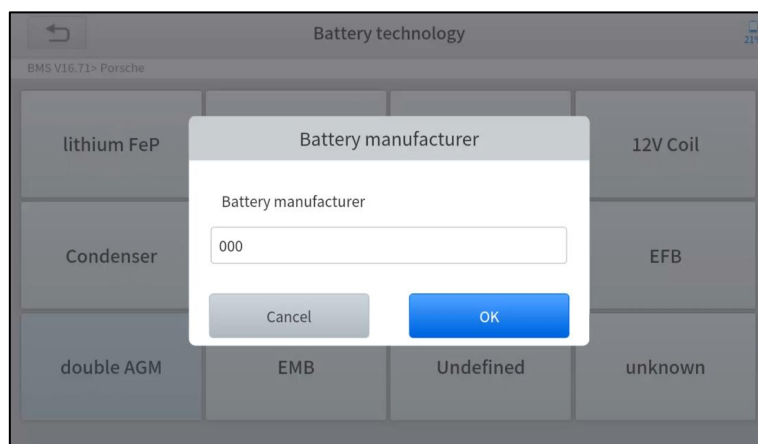 Battery technology
21%
BMS V16.71> Porsche
lithium FeP
12V Coil
Battery manufacturer
Battery manufacturer
000
Condenser
EFB
Cancel
OK
double AGM
EMB
Undefined
unknown